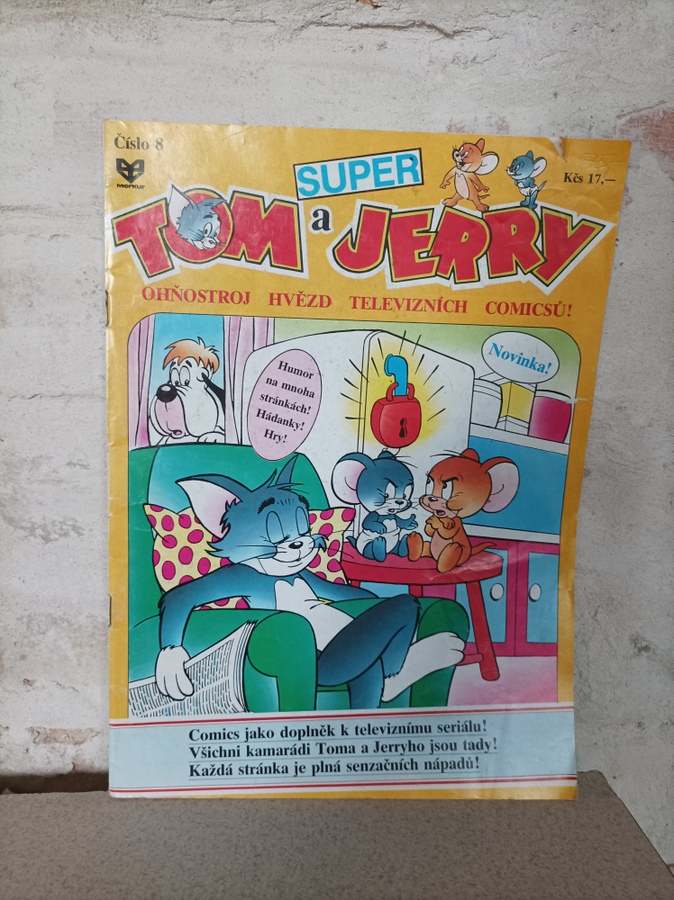 Číslo 8
Merkur
SUPER
Kčs 17,—
TOM a JERRY
OHŇOSTROJ HVĚZD TELEVIZNÍCH COMICSŮ!
Humor
na mnoha
stránkách!
Hádanky!
Hry!
Novinka!
Comics jako doplněk k televiznímu seriálu!
Všichni kamarádi Toma a Jerryho jsou tady!
Každá stránka je plná senzačních nápadů!